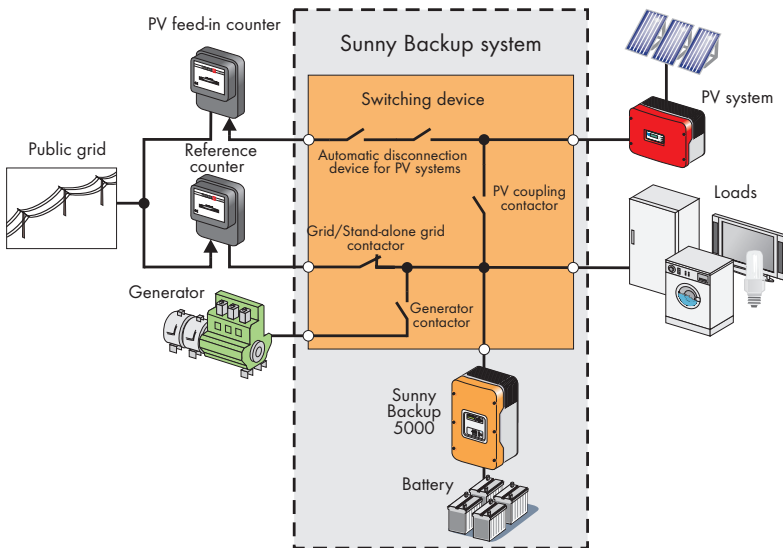 PV feed-in counter
Sunny Backup system
Switching device
PV system
Public grid
Reference
counter
Automatic disconnection
device for PV systems
PV coupling
contactor
Loads
Grid/Stand-alone grid
contactor
Generator
Generator
contactor
Sunny
Backup
5000
Battery